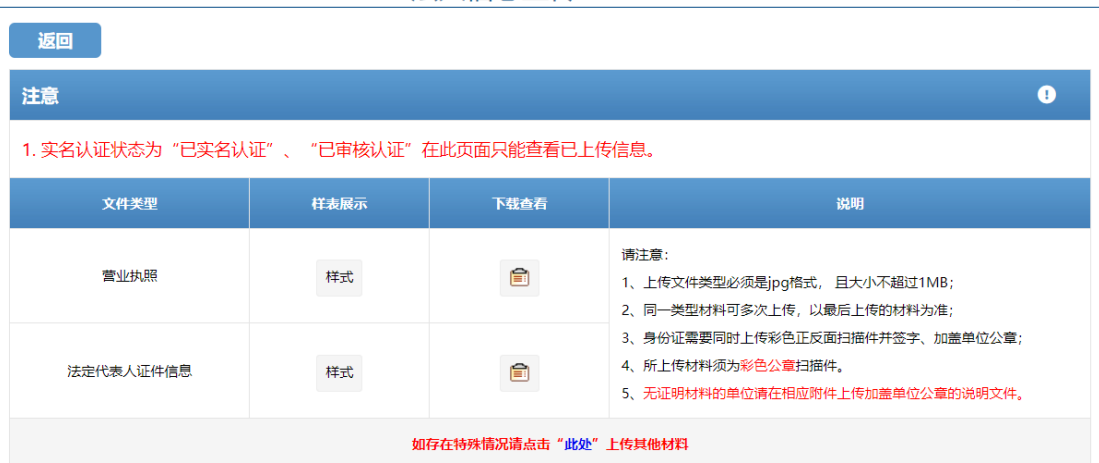 返回
注意
1. 实名认证状态为“已实名认证”、“已审核认证”在此页面只能查看已上传信息。
文件类型 样表展示 下载查看 说明
营业执照 样式
请注意：
1、上传文件类型必须是jpg格式， 且大小不超过1MB；
2、同一类型材料可多次上传，以最后上传的材料为准；
3、身份证需要同时上传彩色正反面扫描件并签字、加盖单位公章；
4、所上传材料须为彩色公章扫描件。
5、无证明材料的单位请在相应附件上传加盖单位公章的说明文件。
法定代表人证件信息 样式
如存在特殊情况请点击“此处”上传其他材料